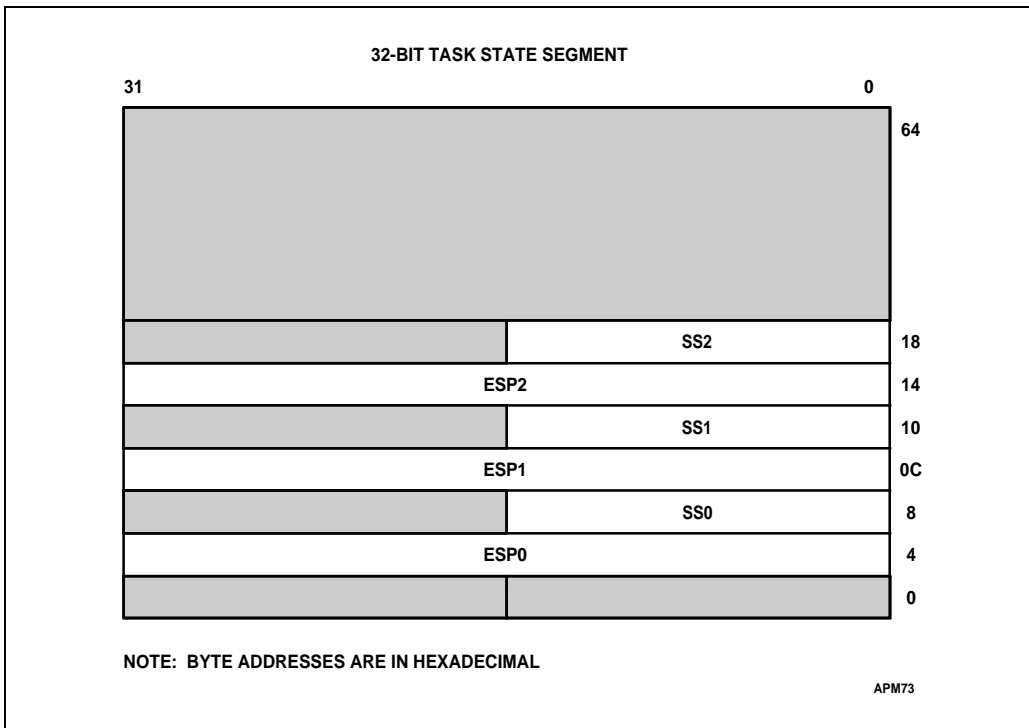 32-BIT TASK STATE SEGMENT
31 0
64
SS2 18
ESP2 14
SS1 10
ESP1 0C
SS0 8
ESP0 4
0
NOTE: BYTE ADDRESSES ARE IN HEXADECIMAL
APM73